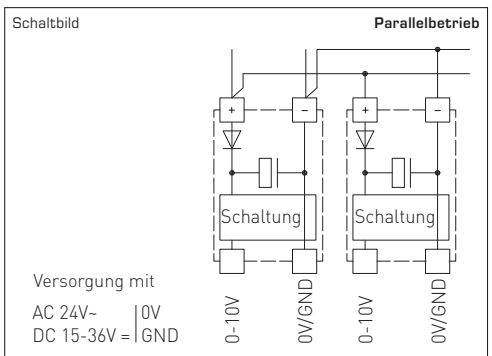 Schaltbild
Parallelbetrieb
+
−
+
−
Schaltung
Schaltung
Versorgung mit
AC 24V~ | 0V
DC 15-36V = | GND
0-10V
0V/GND
0-10V
0V/GND